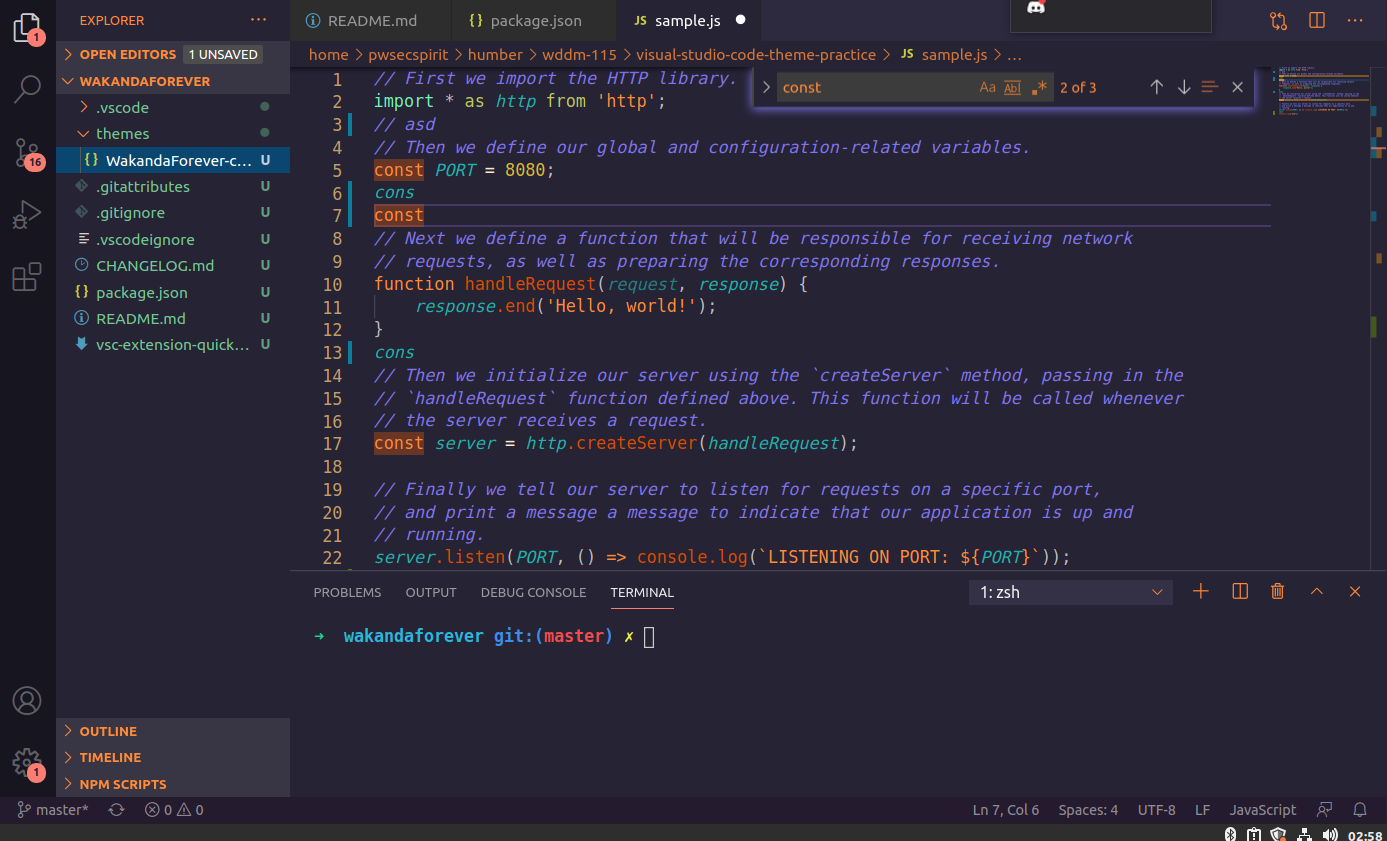 EXPLORER ...
README.md
{} package.json
JS sample.js
1
OPEN EDITORS 1 UNSAVED
home > pwsecspirit > humber > wddm-115 > visual-studio-code-theme-practice > JS sample.js > ...
WAKANDAFOREVER
.vscode
themes
{} WakandaForever-c... U
.gitattributes U
.gitignore U
.vscodeignore U
CHANGELOG.md U
{} package.json U
README.md U
vsc-extension-quick... U
16
const Aa Abl .* 2 of 3
1 // First we import the HTTP library.
2 import * as http from 'http';
3 // asd
4 // Then we define our global and configuration-related variables.
5 const PORT = 8080;
6 cons
7 const
8 // Next we define a function that will be responsible for receiving network
9 // requests, as well as preparing the corresponding responses.
10 function handleRequest(request, response) {
11 response.end('Hello, world!');
12 }
13 cons
14 // Then we initialize our server using the `createServer` method, passing in the
15 // `handleRequest` function defined above. This function will be called whenever
16 // the server receives a request.
17 const server = http.createServer(handleRequest);
18
19 // Finally we tell our server to listen for requests on a specific port,
20 // and print a message a message to indicate that our application is up and
21 // running.
22 server.listen(PORT, () => console.log(`LISTENING ON PORT: ${PORT}`));
PROBLEMS OUTPUT DEBUG CONSOLE TERMINAL 1: zsh
→ wakandaforever git:(master) ✗
OUTLINE
TIMELINE
NPM SCRIPTS
1
master* 0 0 Ln 7, Col 6 Spaces: 4 UTF-8 LF JavaScript
02:58